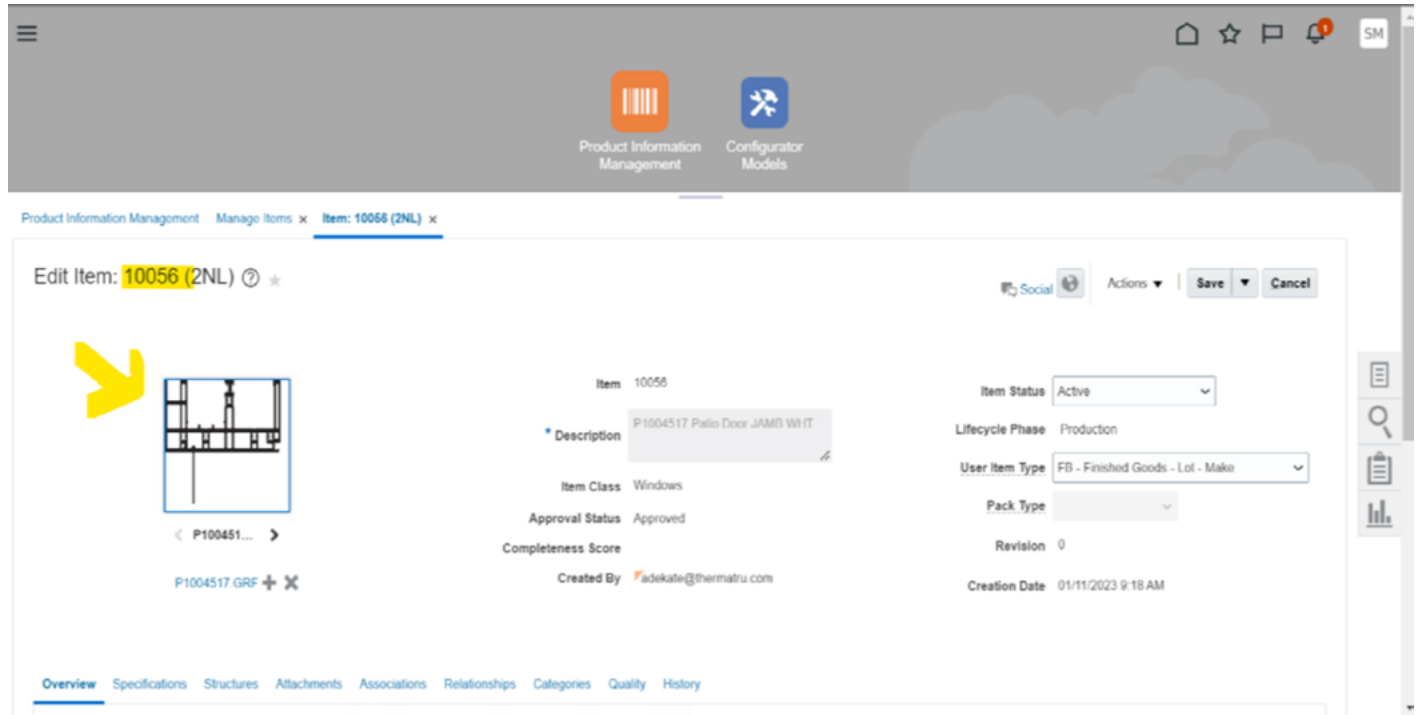 1
SM
Product Information Management
Configurator Models
Product Information Management Manage Items x Item: 10056 (2NL) x
Edit Item: 10056 (2NL) ?
Social Actions Save Cancel
Item 10056
* Description P1004517 Patio Door JAMB WHT
Item Class Windows
Approval Status Approved
Completeness Score
Created By adekate@thermatru.com
Item Status Active
Lifecycle Phase Production
User Item Type FB - Finished Goods - Lot - Make
Pack Type
Revision 0
Creation Date 01/11/2023 9:18 AM
P100451...
P1004517 GRF
Overview Specifications Structures Attachments Associations Relationships Categories Quality History